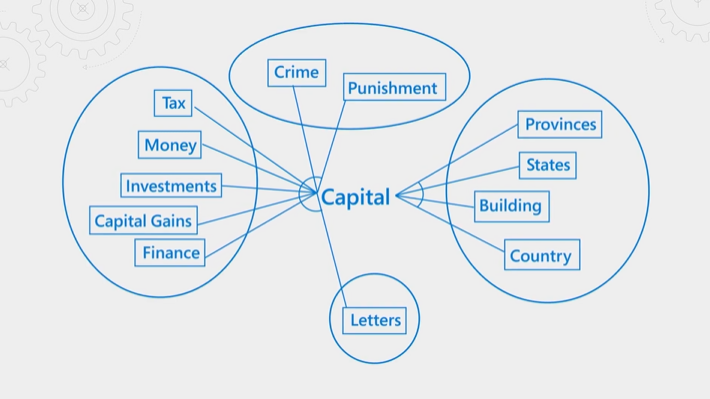 Crime
Punishment
Tax
Money
Investments
Capital Gains
Finance
Capital
Provinces
States
Building
Country
Letters